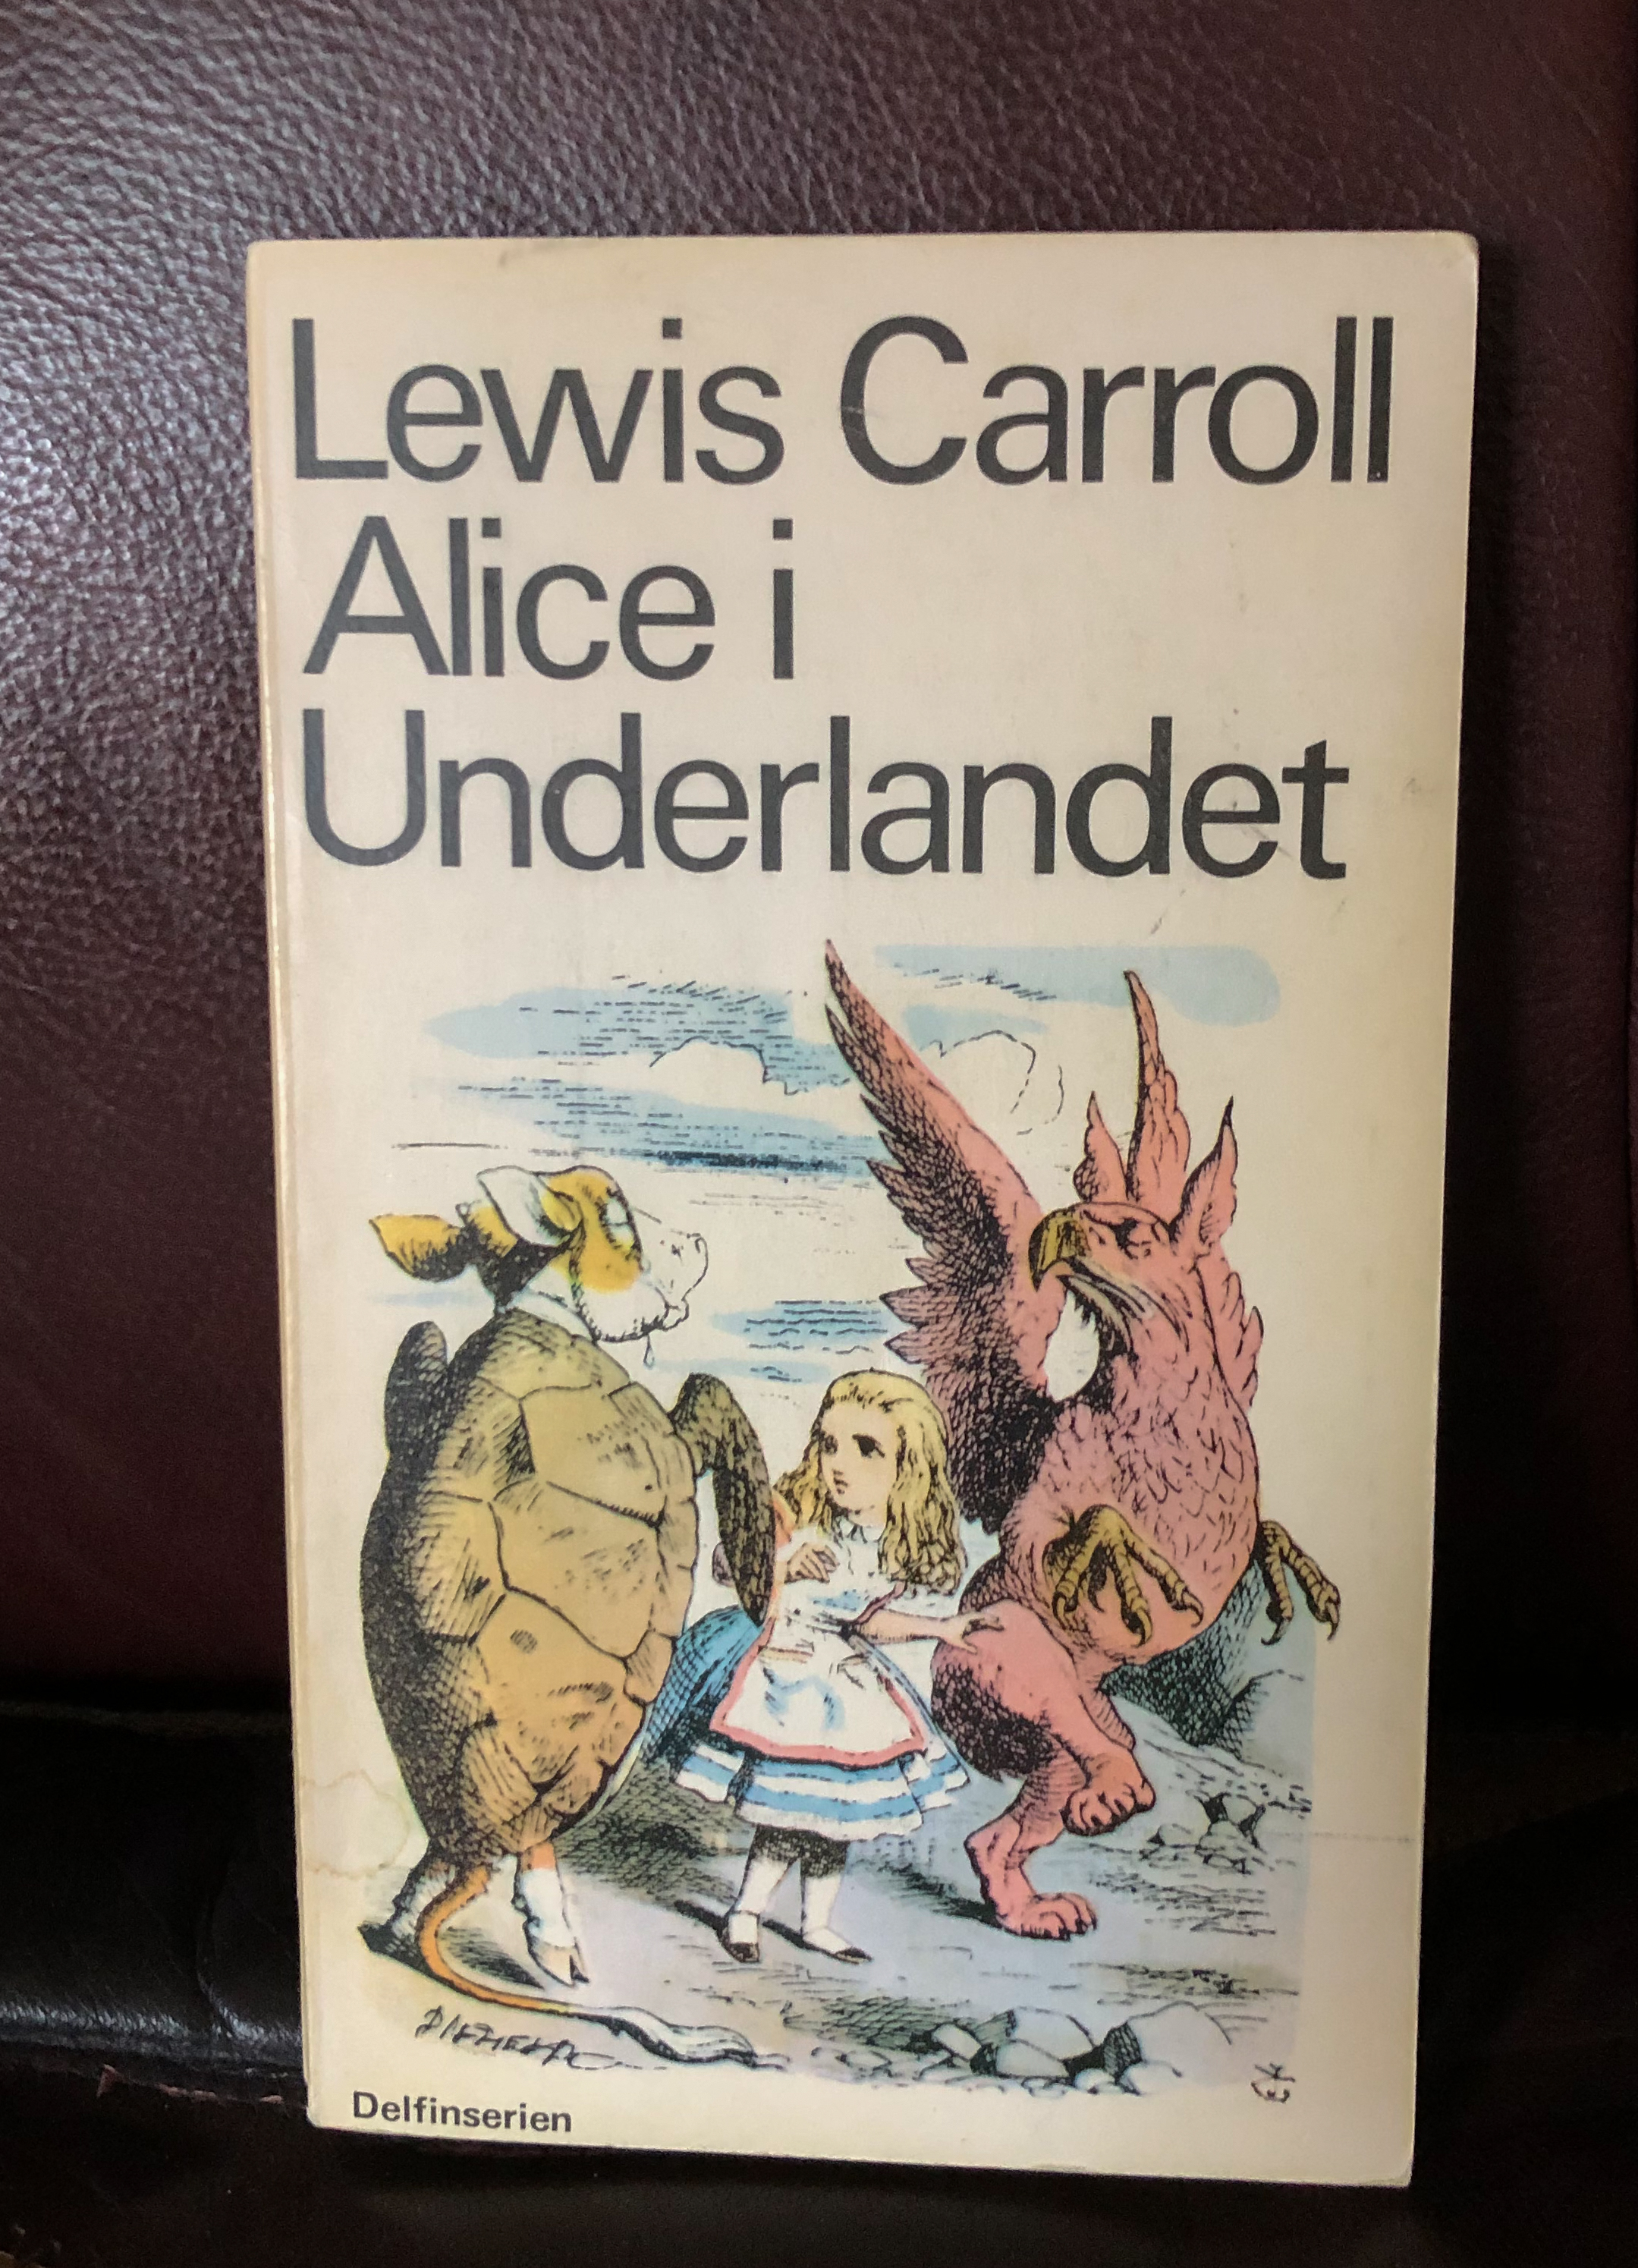 Lewis Carroll
Alice i
Underlandet
Delfinserien